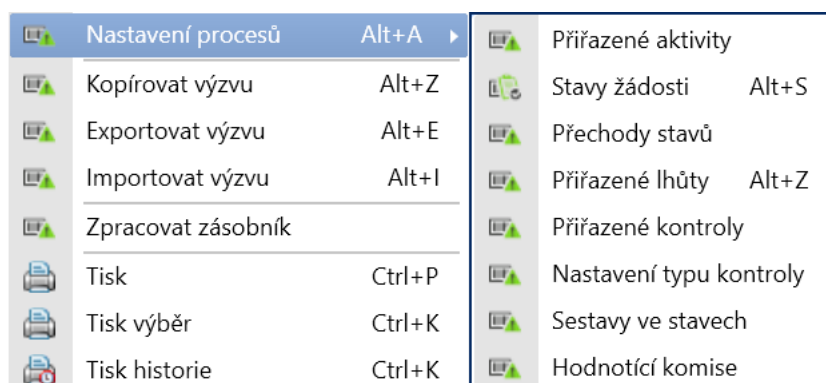 Nastavení procesů Alt+A
Kopírovat výzvu Alt+Z
Exportovat výzvu Alt+E
Importovat výzvu Alt+I
Zpracovat zásobník
Tisk Ctrl+P
Tisk výběr Ctrl+K
Tisk historie Ctrl+K
Přiřazené aktivity
Stavy žádosti Alt+S
Přechody stavů
Přiřazené lhůty Alt+Z
Přiřazené kontroly
Nastavení typu kontroly
Sestavy ve stavech
Hodnotící komise